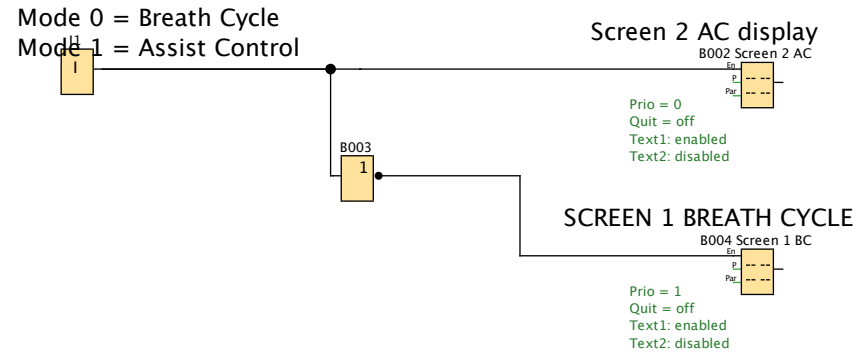 Mode 0 = Breath Cycle
Mode 1 = Assist Control
I1
I
Screen 2 AC display
B002 Screen 2 AC
En
P
Par
Prio = 0
Quit = off
Text1: enabled
Text2: disabled
B003
1
SCREEN 1 BREATH CYCLE
B004 Screen 1 BC
En
P
Par
Prio = 1
Quit = off
Text1: enabled
Text2: disabled